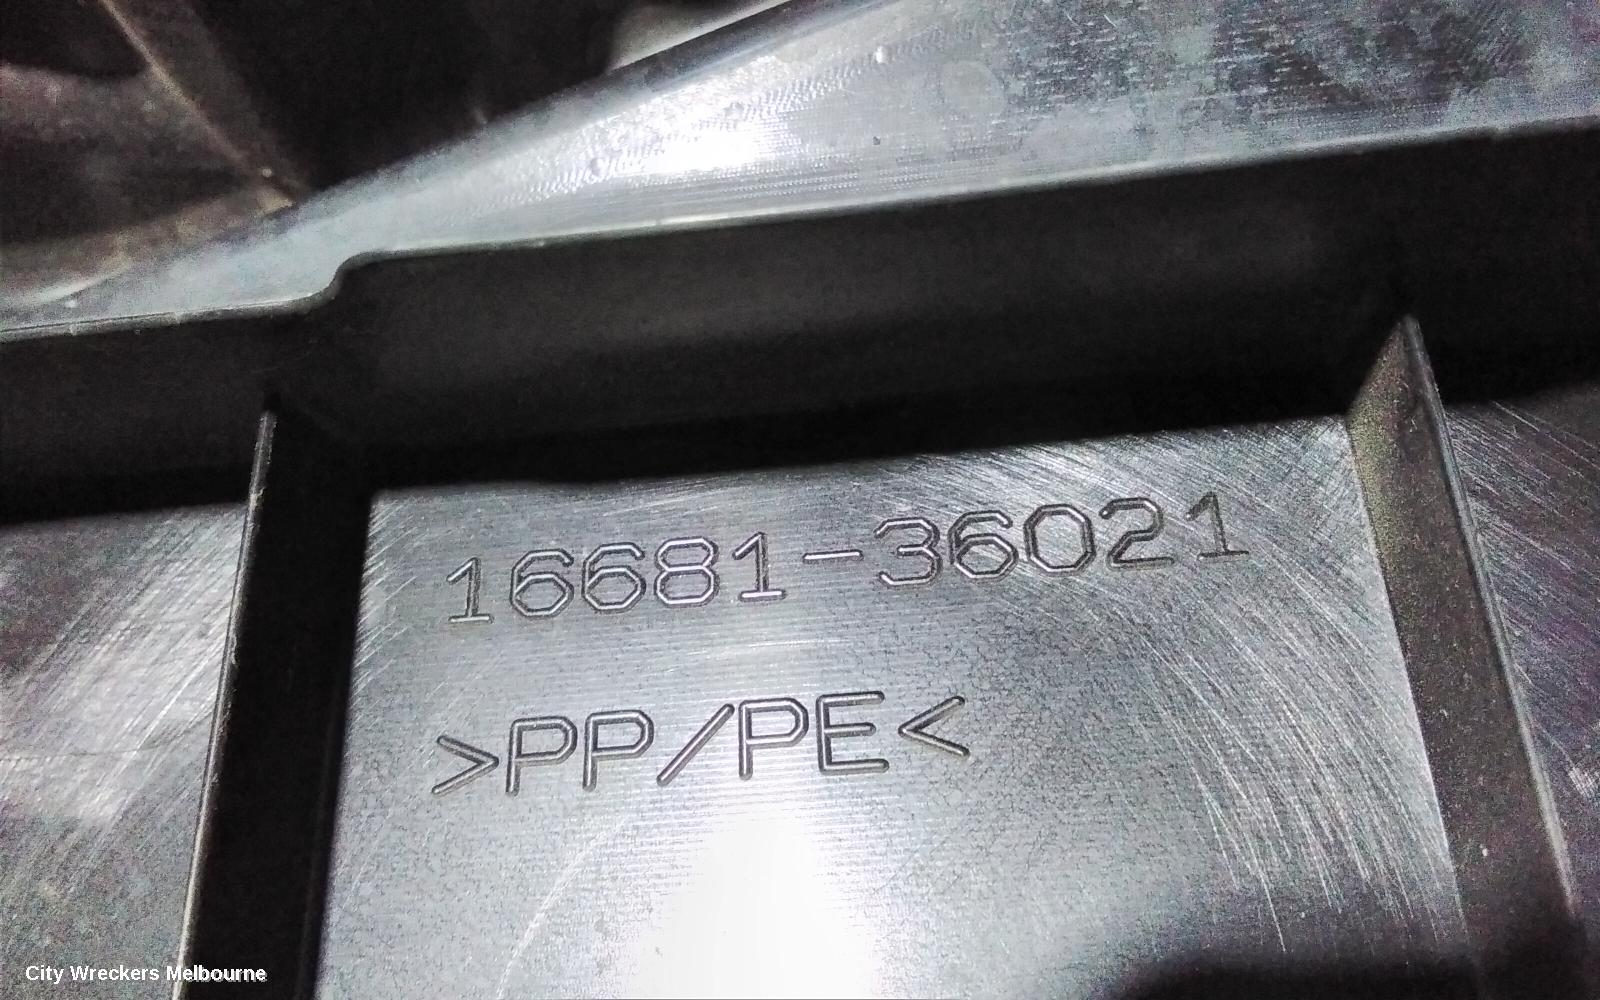 16681-36021
>PP/PE<
City Wreckers Melbourne